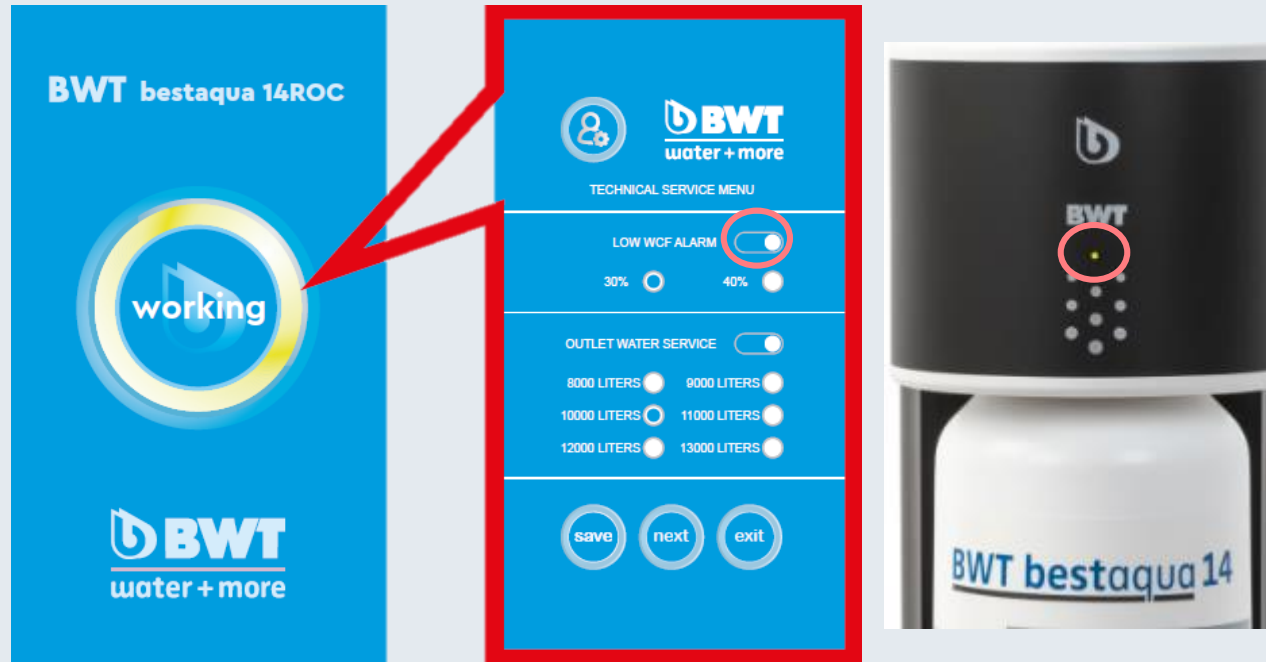 BWT bestaqua 14ROC
working
BWT
water + more
BWT
water + more
TECHNICAL SERVICE MENU
LOW WCF ALARM
30% 40%
OUTLET WATER SERVICE
8000 LITERS 9000 LITERS
10000 LITERS 11000 LITERS
12000 LITERS 13000 LITERS
save next exit
BWT
BWT bestaqua 14